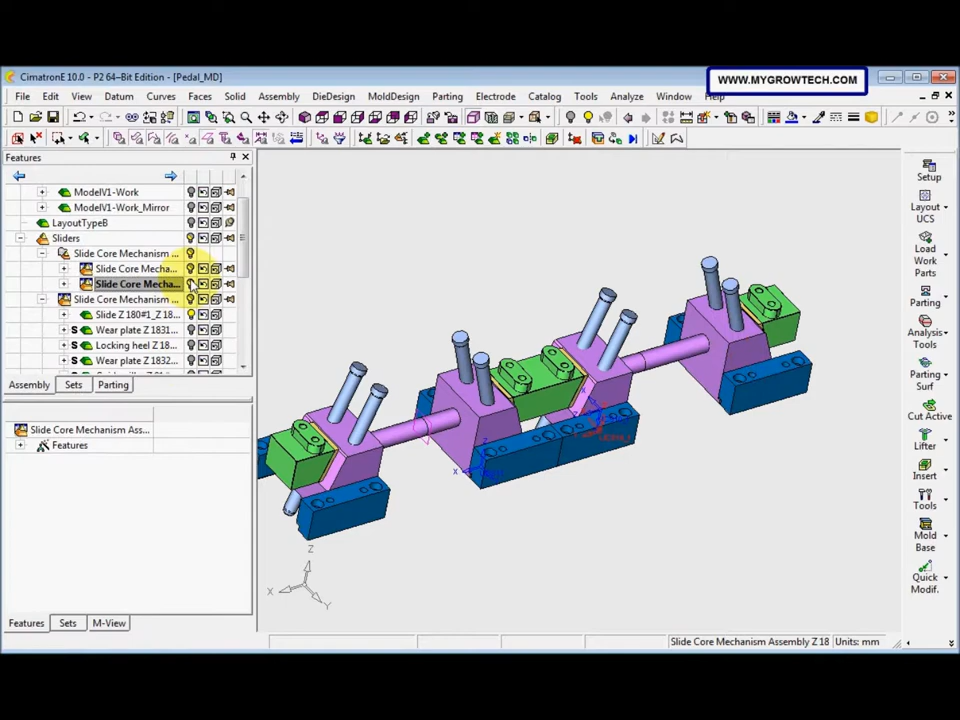 CimatronE 10.0 - P2 64–Bit Edition - [Pedal_MD]
WWW.MYGROWTECH.COM
File Edit View Datum Curves Faces Solid Assembly DieDesign MoldDesign Parting Electrode Catalog Tools Analyze Window Help
Features
ModelV1-Work
ModelV1-Work_Mirror
LayoutTypeB
Sliders
Slide Core Mechanism ...
Slide Core Mecha...
Slide Core Mecha...
Slide Core Mechanism ...
Slide Z 180#1_Z 18...
S Wear plate Z 1831...
S Locking heel Z 18...
S Wear plate Z 1832...
Assembly Sets Parting
Slide Core Mechanism Ass...
Features
Features Sets M-View
Z
X
Y
X
Z
Setup
Layout UCS
Load Work Parts
Parting
Analysis Tools
Parting Surf
Cut Active
Lifter
Insert
Tools
Mold Base
Quick Modif.
Slide Core Mechanism Assembly Z 18 Units: mm